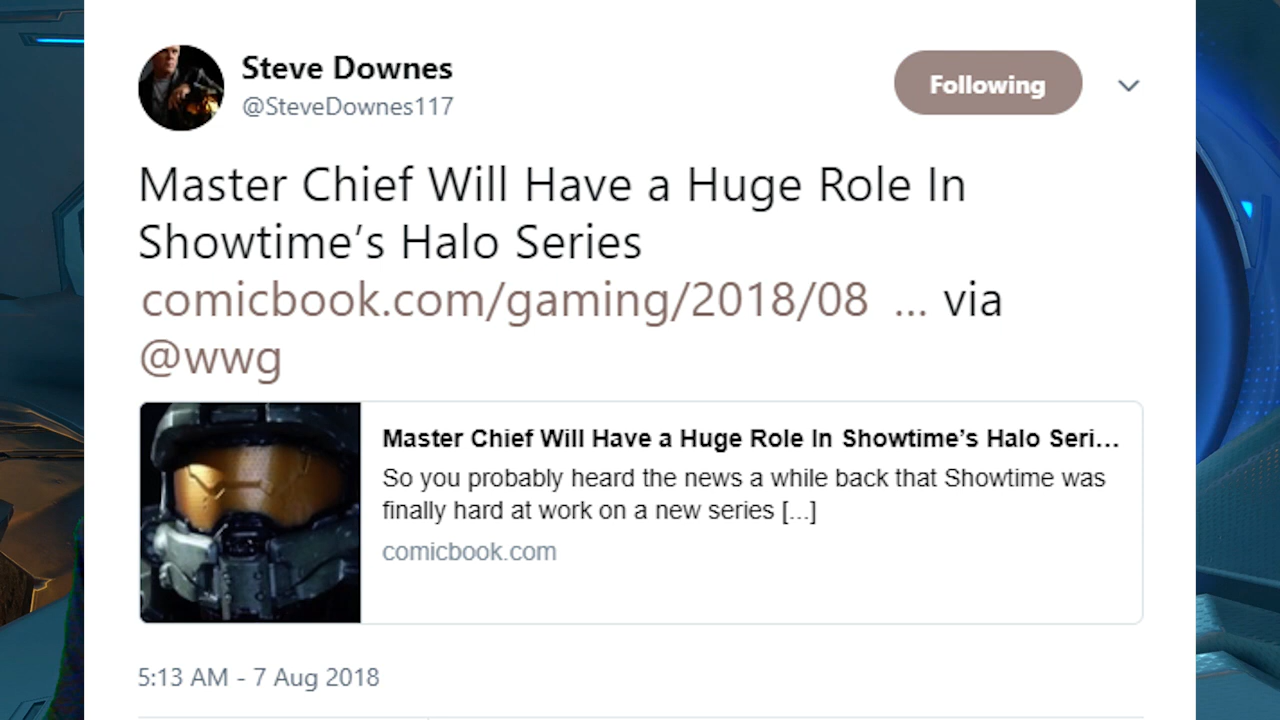 Steve Downes
@SteveDownes117
Following
Master Chief Will Have a Huge Role In
Showtime’s Halo Series
comicbook.com/gaming/2018/08 … via
@wwg
Master Chief Will Have a Huge Role In Showtime’s Halo Seri…
So you probably heard the news a while back that Showtime was
finally hard at work on a new series [...]
comicbook.com
5:13 AM - 7 Aug 2018